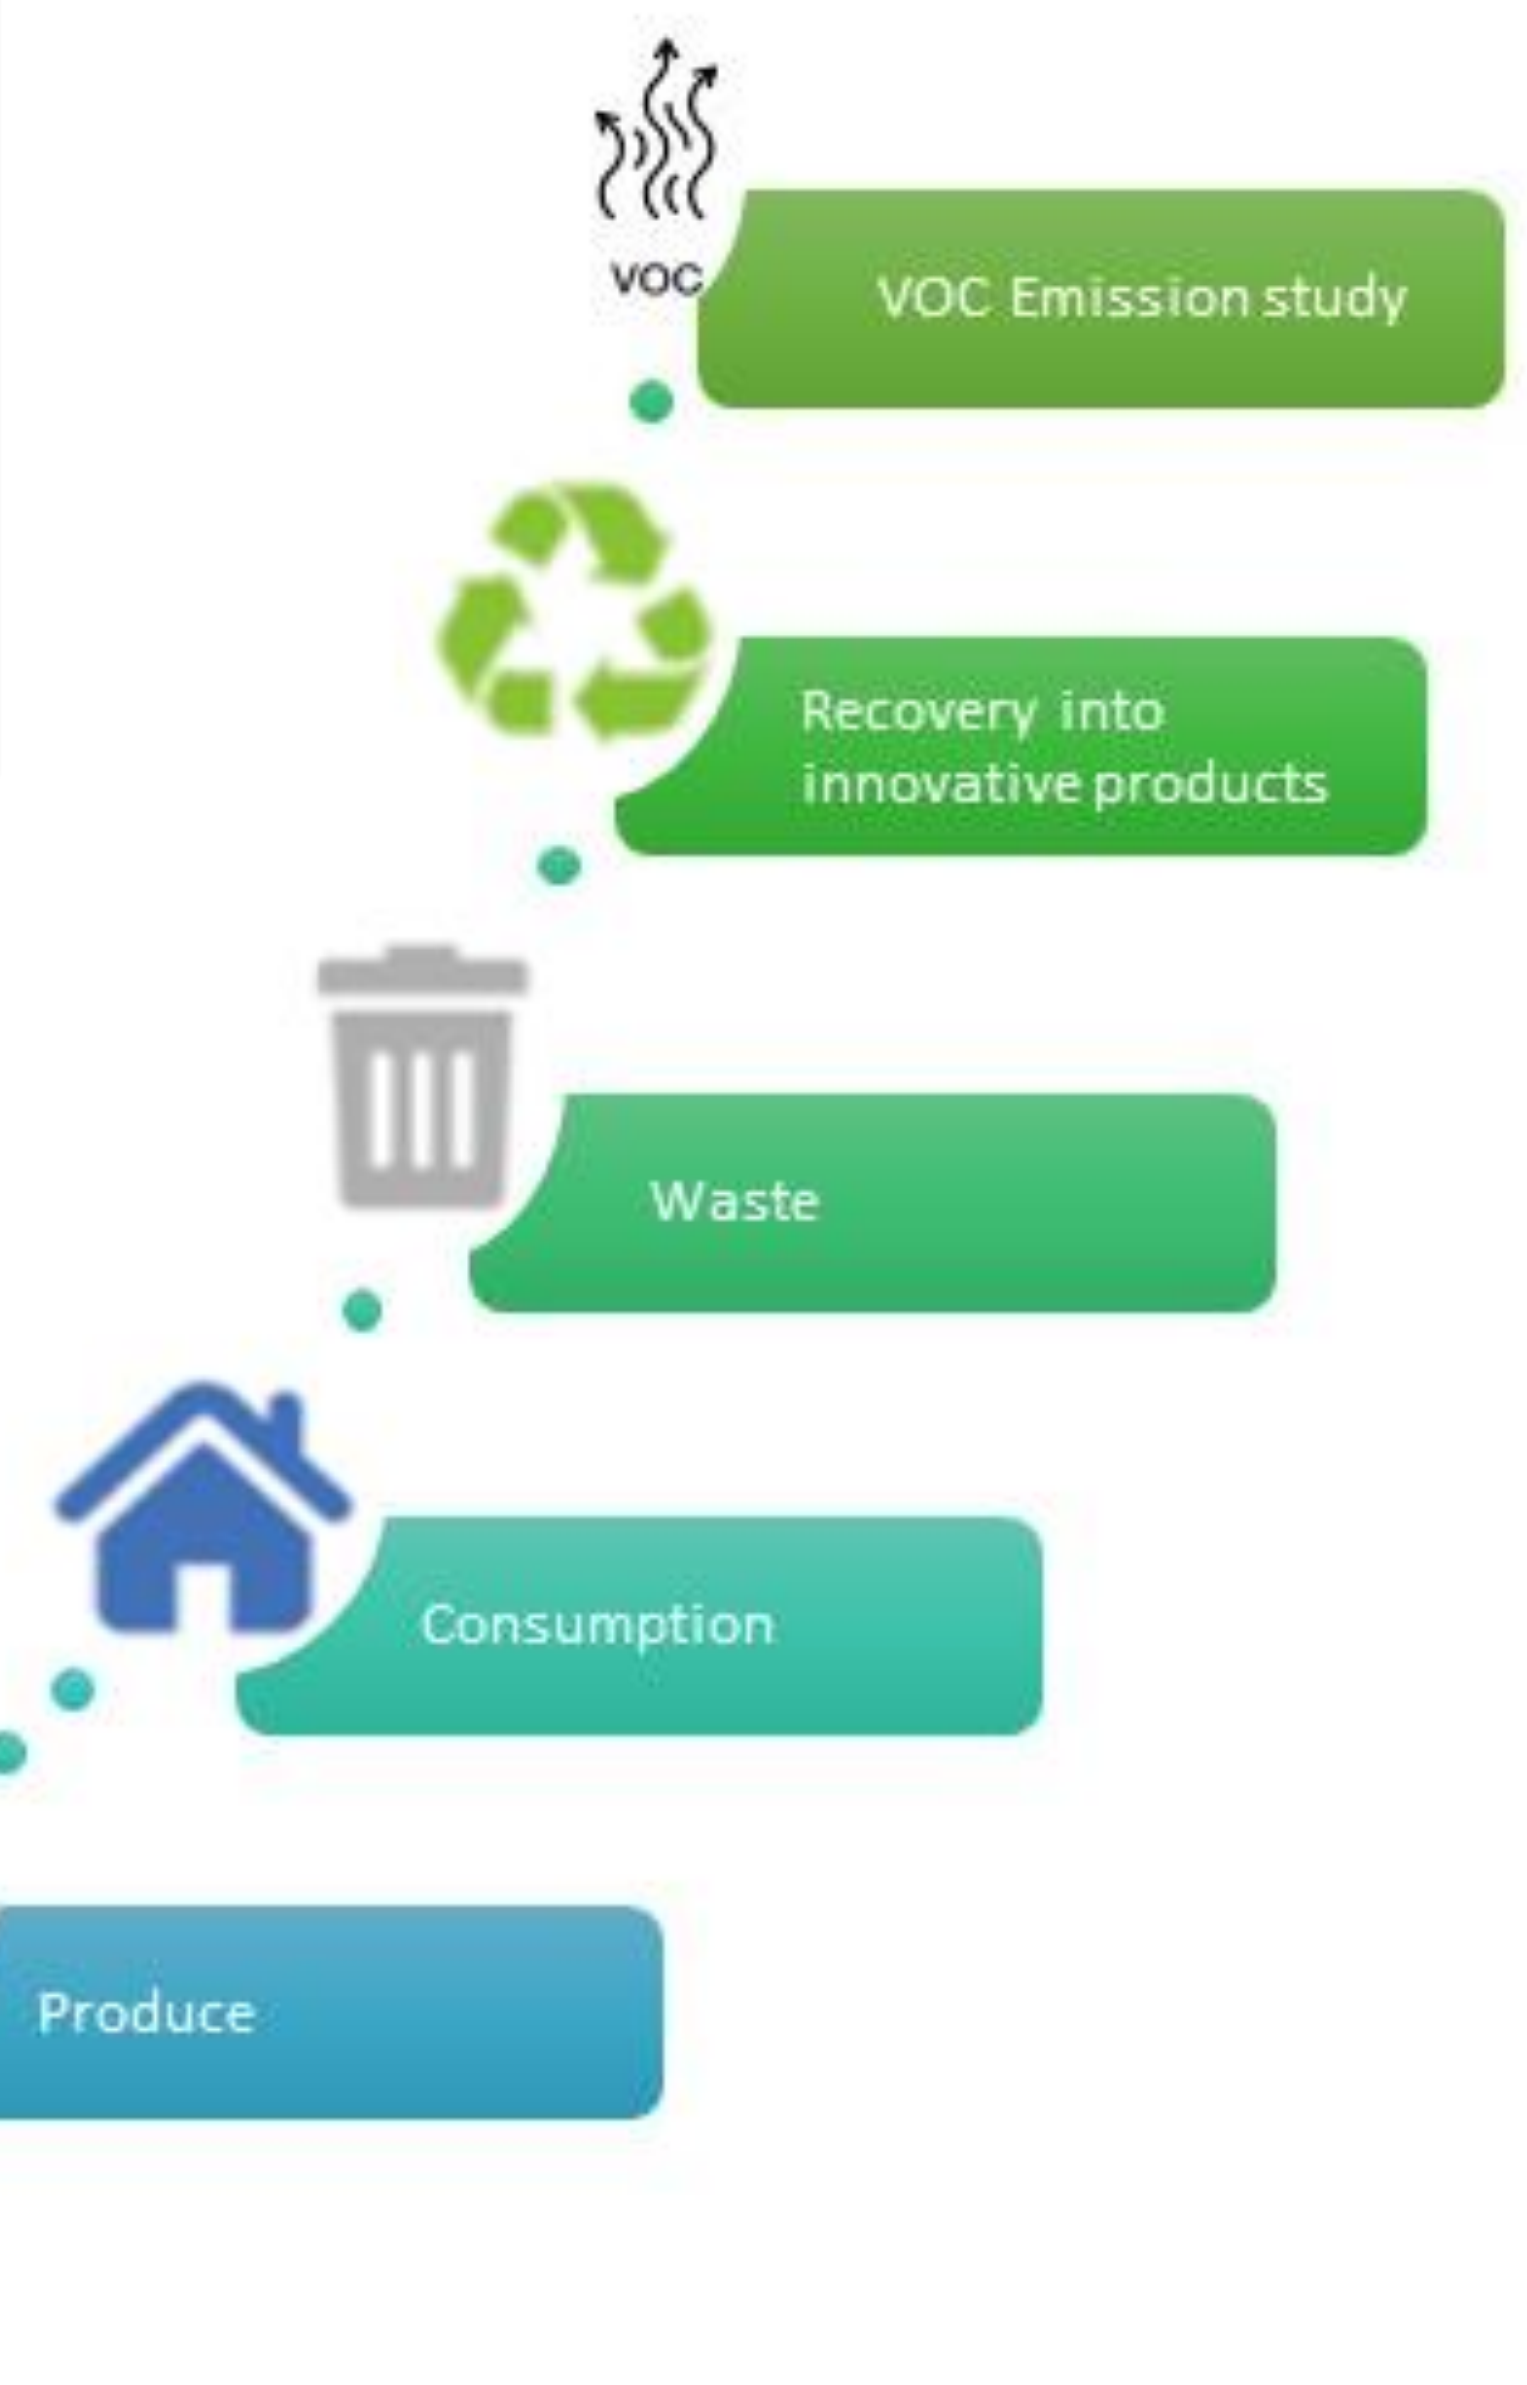 VOC
VOC Emission study
Recovery into
innovative products
Waste
Consumption
Produce